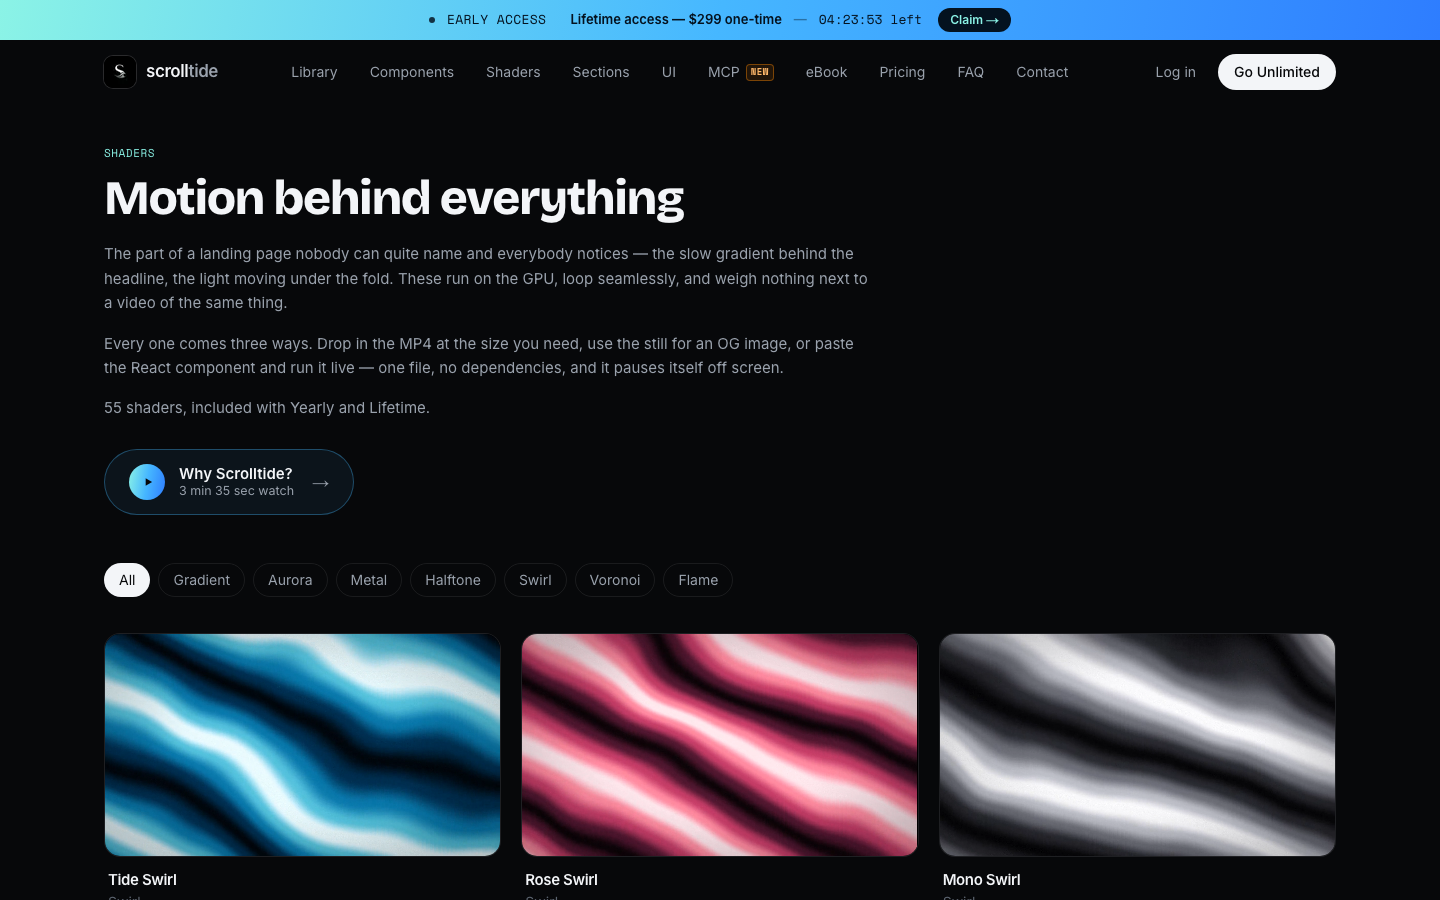 EARLY ACCESS Lifetime access — $299 one-time — 04:23:53 left Claim →
scrolltide Library Components Shaders Sections UI MCP NEW eBook Pricing FAQ Contact Log in Go Unlimited
SHADERS
Motion behind everything
The part of a landing page nobody can quite name and everybody notices — the slow gradient behind the
headline, the light moving under the fold. These run on the GPU, loop seamlessly, and weigh nothing next to
a video of the same thing.
Every one comes three ways. Drop in the MP4 at the size you need, use the still for an OG image, or paste
the React component and run it live — one file, no dependencies, and it pauses itself off screen.
55 shaders, included with Yearly and Lifetime.
Why Scrolltide?
3 min 35 sec watch →
All Gradient Aurora Metal Halftone Swirl Voronoi Flame
Tide Swirl Rose Swirl Mono Swirl
Swirl Swirl Swirl